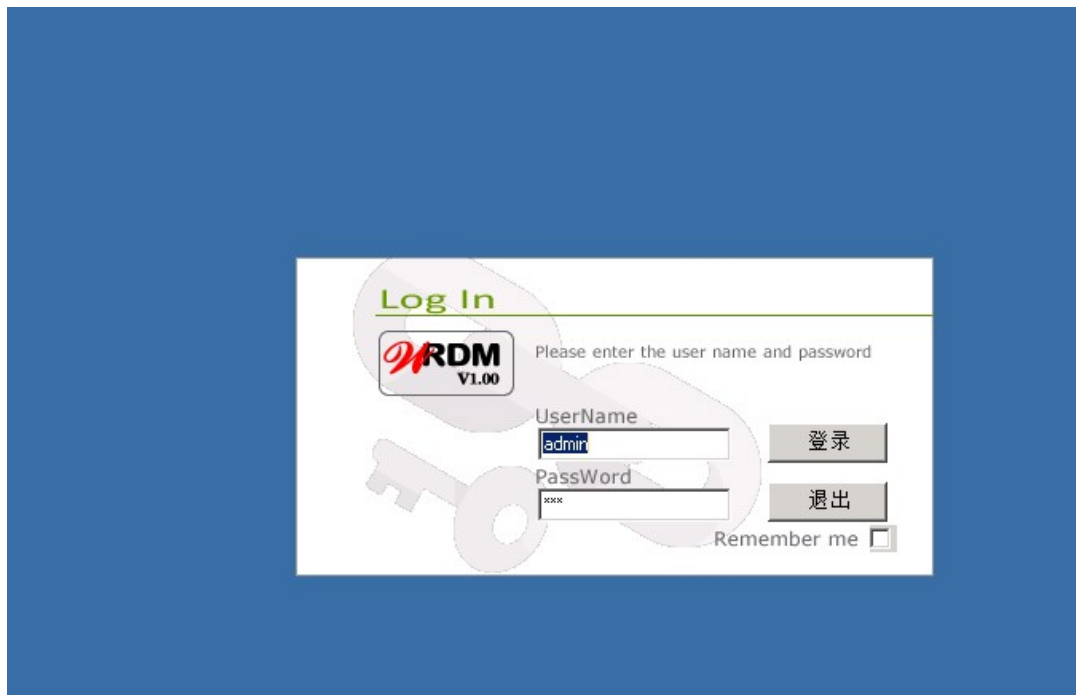 Log In
WRDM
V1.00
Please enter the user name and password
UserName
admin
登录
PassWord
***
退出
Remember me